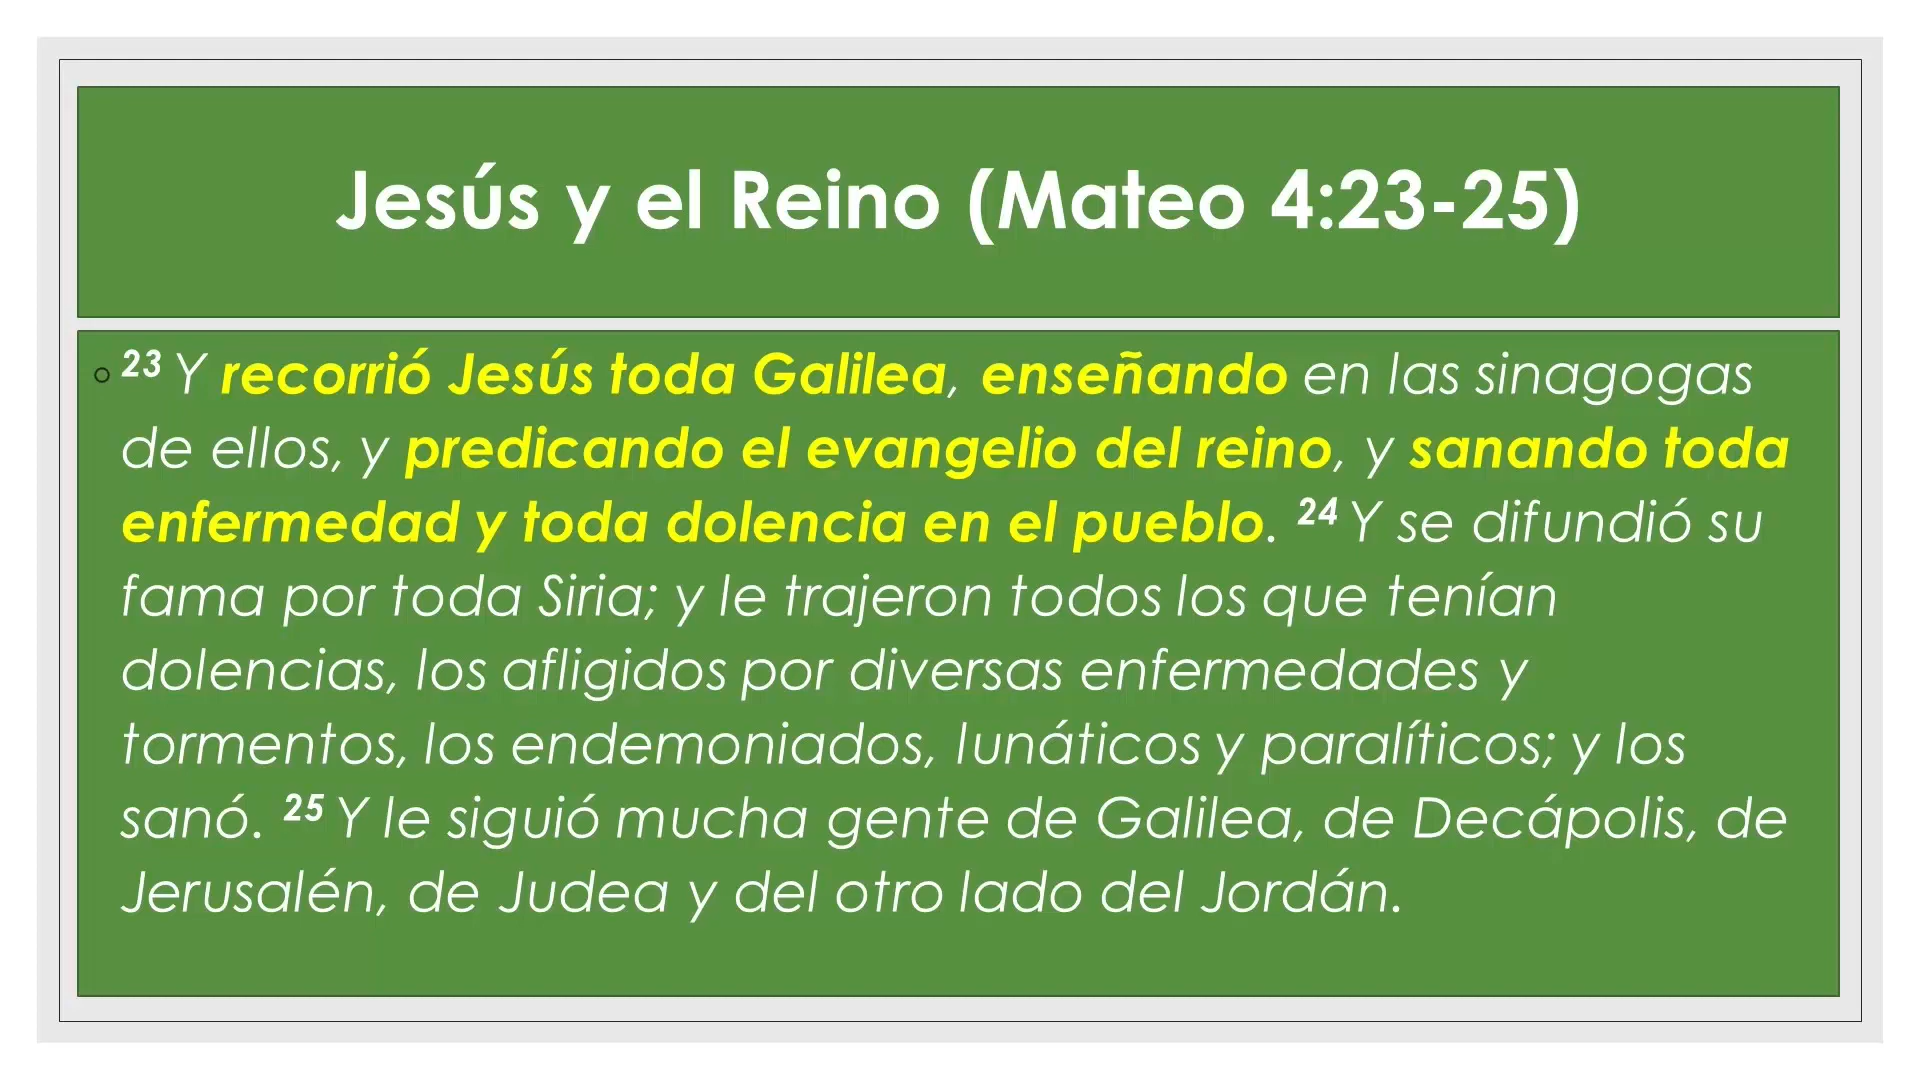 Jesús y el Reino (Mateo 4:23-25)
23 Y recorrió Jesús toda Galilea, enseñando en las sinagogas
de ellos, y predicando el evangelio del reino, y sanando toda
enfermedad y toda dolencia en el pueblo. 24 Y se difundió su
fama por toda Siria; y le trajeron todos los que tenían
dolencias, los afligidos por diversas enfermedades y
tormentos, los endemoniados, lunáticos y paralíticos; y los
sanó. 25 Y le siguió mucha gente de Galilea, de Decápolis, de
Jerusalén, de Judea y del otro lado del Jordán.